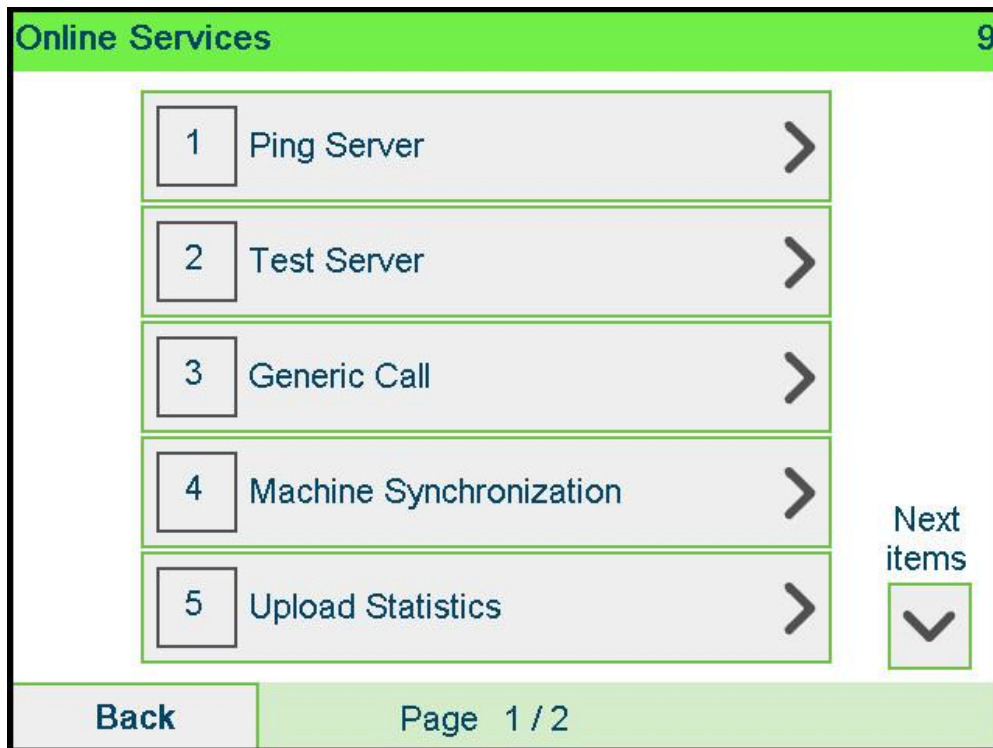 Online Services 9
1 Ping Server
2 Test Server
3 Generic Call
4 Machine Synchronization
Next
items
5 Upload Statistics
Back Page 1 / 2